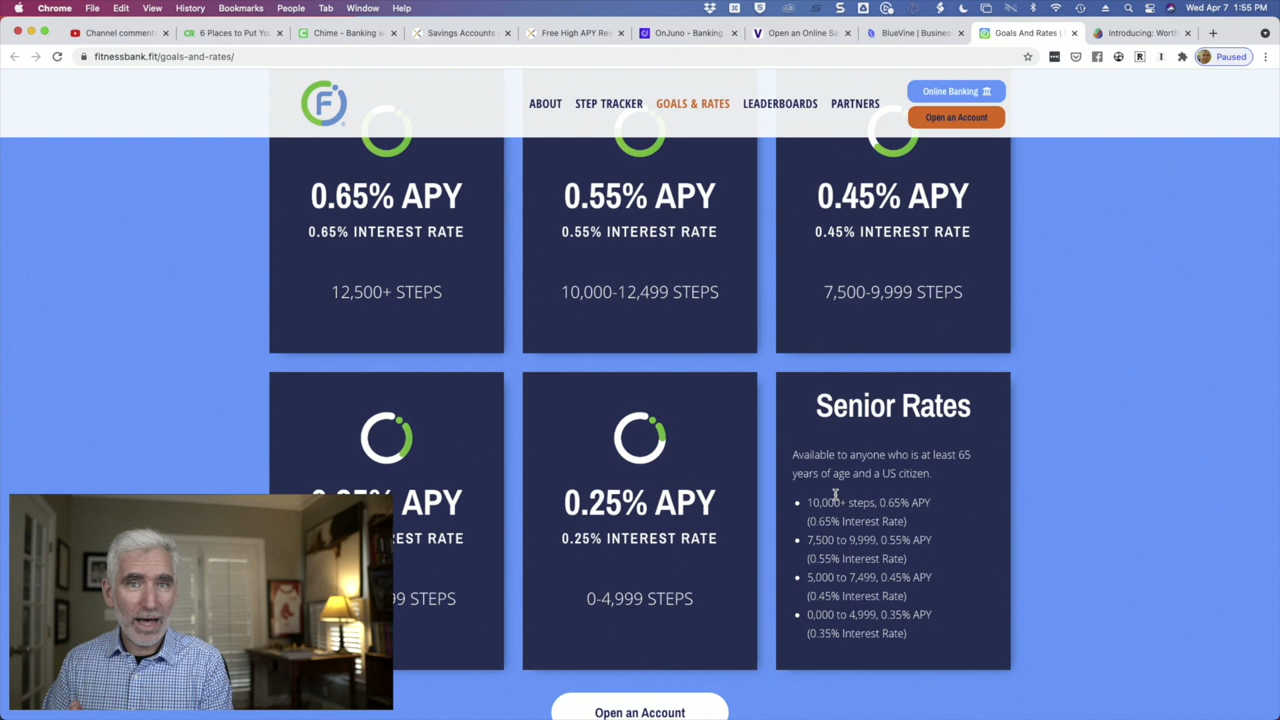 Chrome File Edit View History Bookmarks People Tab Window Help
Wed Apr 7 1:55 PM
Channel comment
6 Places to Put You
Chime - Banking w
Savings Accounts
Free High APY Re
OnJuno - Banking
Open an Online Sa
BlueVine | Busines
Goals And Rates |
Introducing: Worth
fitnessbank.fit/goals-and-rates/
Paused
F
ABOUT STEP TRACKER GOALS & RATES LEADERBOARDS PARTNERS
Online Banking
Open an Account
0.65% APY
0.65% INTEREST RATE
12,500+ STEPS
0.55% APY
0.55% INTEREST RATE
10,000-12,499 STEPS
0.45% APY
0.45% INTEREST RATE
7,500-9,999 STEPS
APY
REST RATE
99 STEPS
0.25% APY
0.25% INTEREST RATE
0-4,999 STEPS
Senior Rates
Available to anyone who is at least 65
years of age and a US citizen.
10,000+ steps, 0.65% APY
(0.65% Interest Rate)
7,500 to 9,999, 0.55% APY
(0.55% Interest Rate)
5,000 to 7,499, 0.45% APY
(0.45% Interest Rate)
0,000 to 4,999, 0.35% APY
(0.35% Interest Rate)
Open an Account